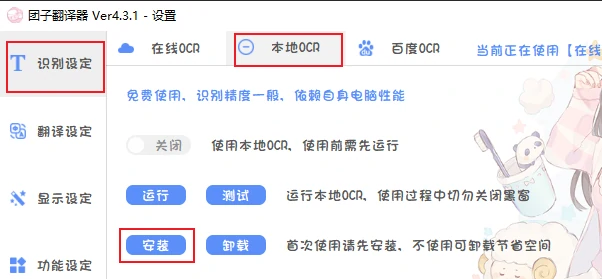 团子翻译器 Ver4.3.1 - 设置
识别设定
在线OCR
本地OCR
百度OCR
当前正在使用【在线
免费使用，识别精度一般，依赖自身电脑性能
关闭
使用本地OCR，使用前需先运行
翻译设定
运行
测试
运行本地OCR，使用过程中切勿关闭黑窗
显示设定
安装
卸载
首次使用请先安装，不使用可卸载节省空间
功能设定